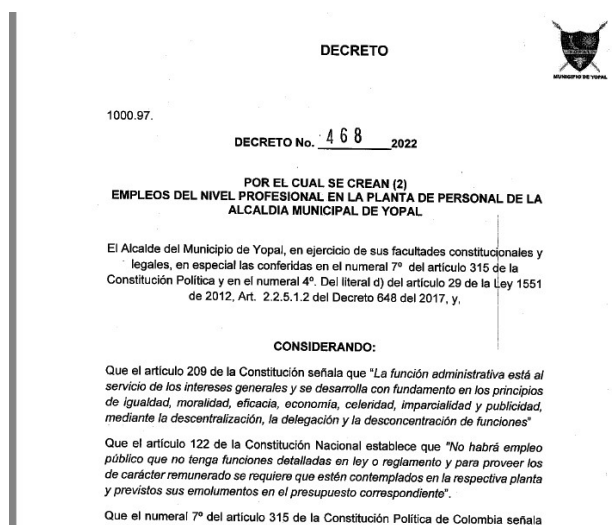 DECRETO
MUNICIPIO DE YOPAL
1000.97.
DECRETO No. 468 2022
POR EL CUAL SE CREAN (2)
EMPLEOS DEL NIVEL PROFESIONAL EN LA PLANTA DE PERSONAL DE LA
ALCALDIA MUNICIPAL DE YOPAL
El Alcalde del Municipio de Yopal, en ejercicio de sus facultades constitucionales y
legales, en especial las conferidas en el numeral 7º del artículo 315 de la
Constitución Política y en el numeral 4º. Del literal d) del artículo 29 de la Ley 1551
de 2012, Art. 2.2.5.1.2 del Decreto 648 del 2017, y,
CONSIDERANDO:
Que el artículo 209 de la Constitución señala que "La función administrativa está al
servicio de los intereses generales y se desarrolla con fundamento en los principios
de igualdad, moralidad, eficacia, economía, celeridad, imparcialidad y publicidad,
mediante la descentralización, la delegación y la desconcentración de funciones"
Que el artículo 122 de la Constitución Nacional establece que "No habrá empleo
público que no tenga funciones detalladas en ley o reglamento y para proveer los
de carácter remunerado se requiere que estén contemplados en la respectiva planta
y previstos sus emolumentos en el presupuesto correspondiente".
Que el numeral 7º del artículo 315 de la Constitución Política de Colombia señala